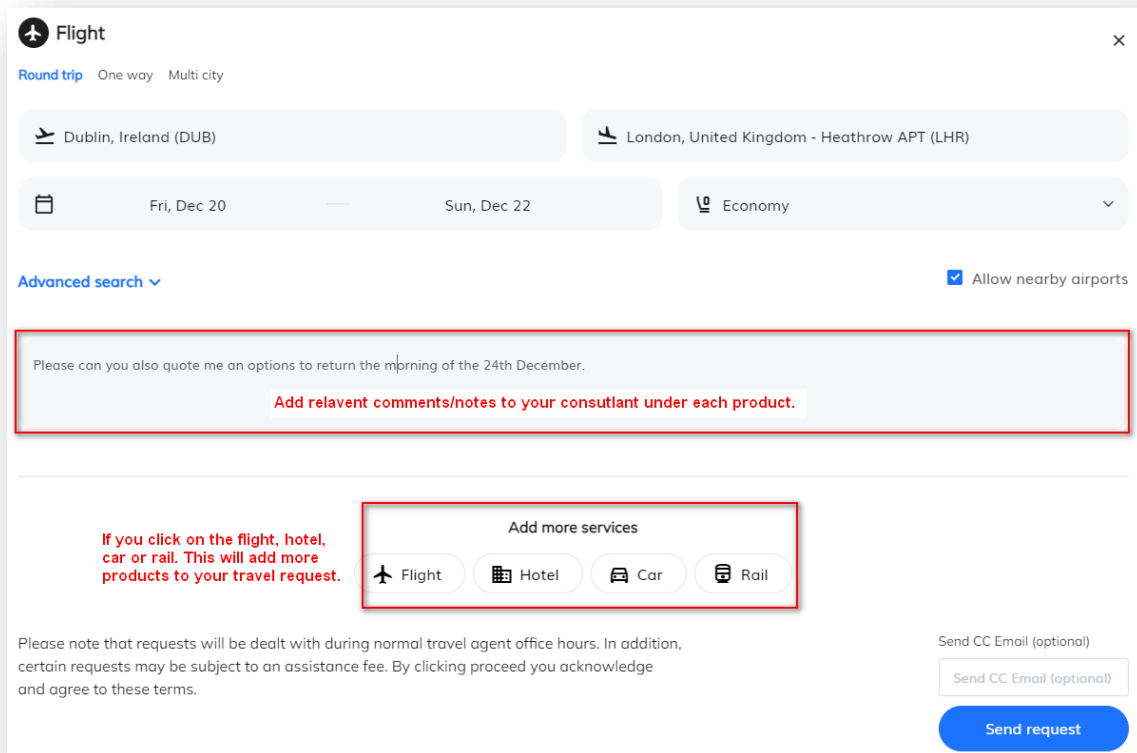 Flight
Round trip One way Multi city
Dublin, Ireland (DUB)
London, United Kingdom - Heathrow APT (LHR)
Fri, Dec 20
Sun, Dec 22
Economy
Advanced search
Allow nearby airports
Please can you also quote me an options to return the morning of the 24th December.
Add relavent comments/notes to your consutlant under each product.
If you click on the flight, hotel,
car or rail. This will add more
products to your travel request.
Add more services
Flight
Hotel
Car
Rail
Please note that requests will be dealt with during normal travel agent office hours. In addition,
certain requests may be subject to an assistance fee. By clicking proceed you acknowledge
and agree to these terms.
Send CC Email (optional)
Send CC Email (optional)
Send request